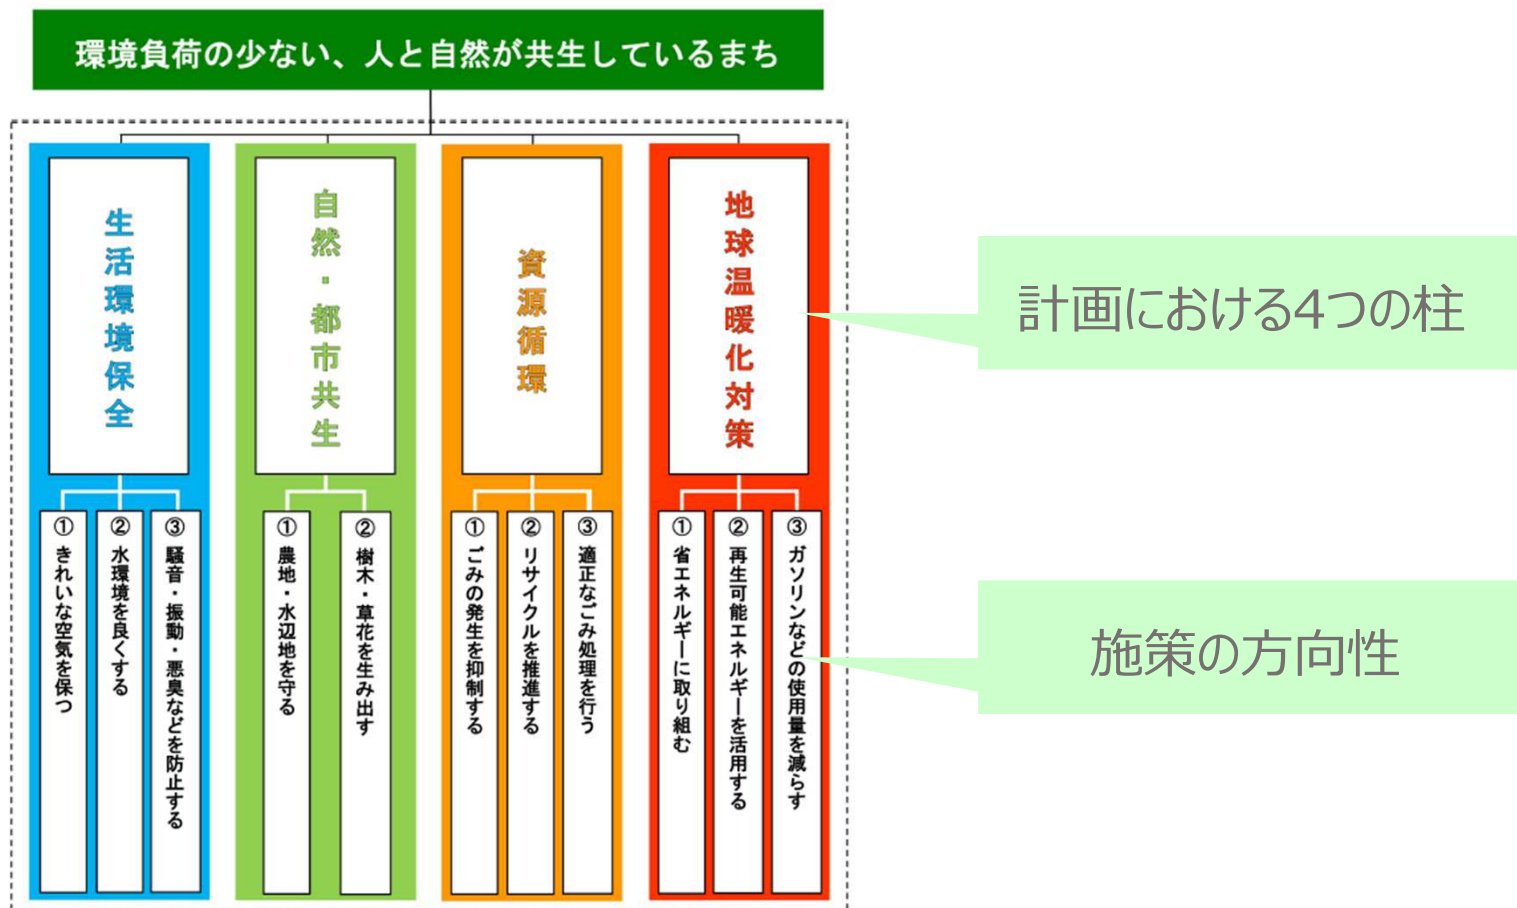 環境負荷の少ない、人と自然が共生しているまち
生活環境保全
①きれいな空気を保つ
②水環境を良くする
③騒音・振動・悪臭などを防止する
自然・都市共生
①農地・水辺地を守る
②樹木・草花を生み出す
資源循環
①ごみの発生を抑制する
②リサイクルを推進する
③適正なごみ処理を行う
地球温暖化対策
①省エネルギーに取り組む
②再生可能エネルギーを活用する
③ガソリンなどの使用量を減らす
計画における4つの柱
施策の方向性